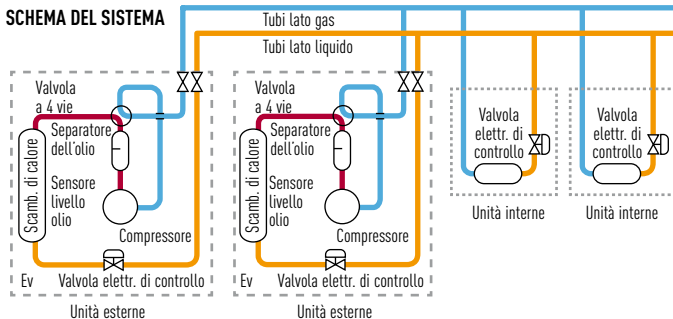 SCHEMA DEL SISTEMA
Tubi lato gas
Tubi lato liquido
Valvola
a 4 vie
Separatore
dell'olio
Scamb. di calore
Sensore
livello
olio
Compressore
Ev
Valvola elettr. di controllo
Unità esterne
Valvola
a 4 vie
Separatore
dell'olio
Scamb. di calore
Sensore
livello
olio
Compressore
Ev
Valvola elettr. di controllo
Unità esterne
Valvola
elettr. di
controllo
Unità interne
Valvola
elettr. di
controllo
Unità interne